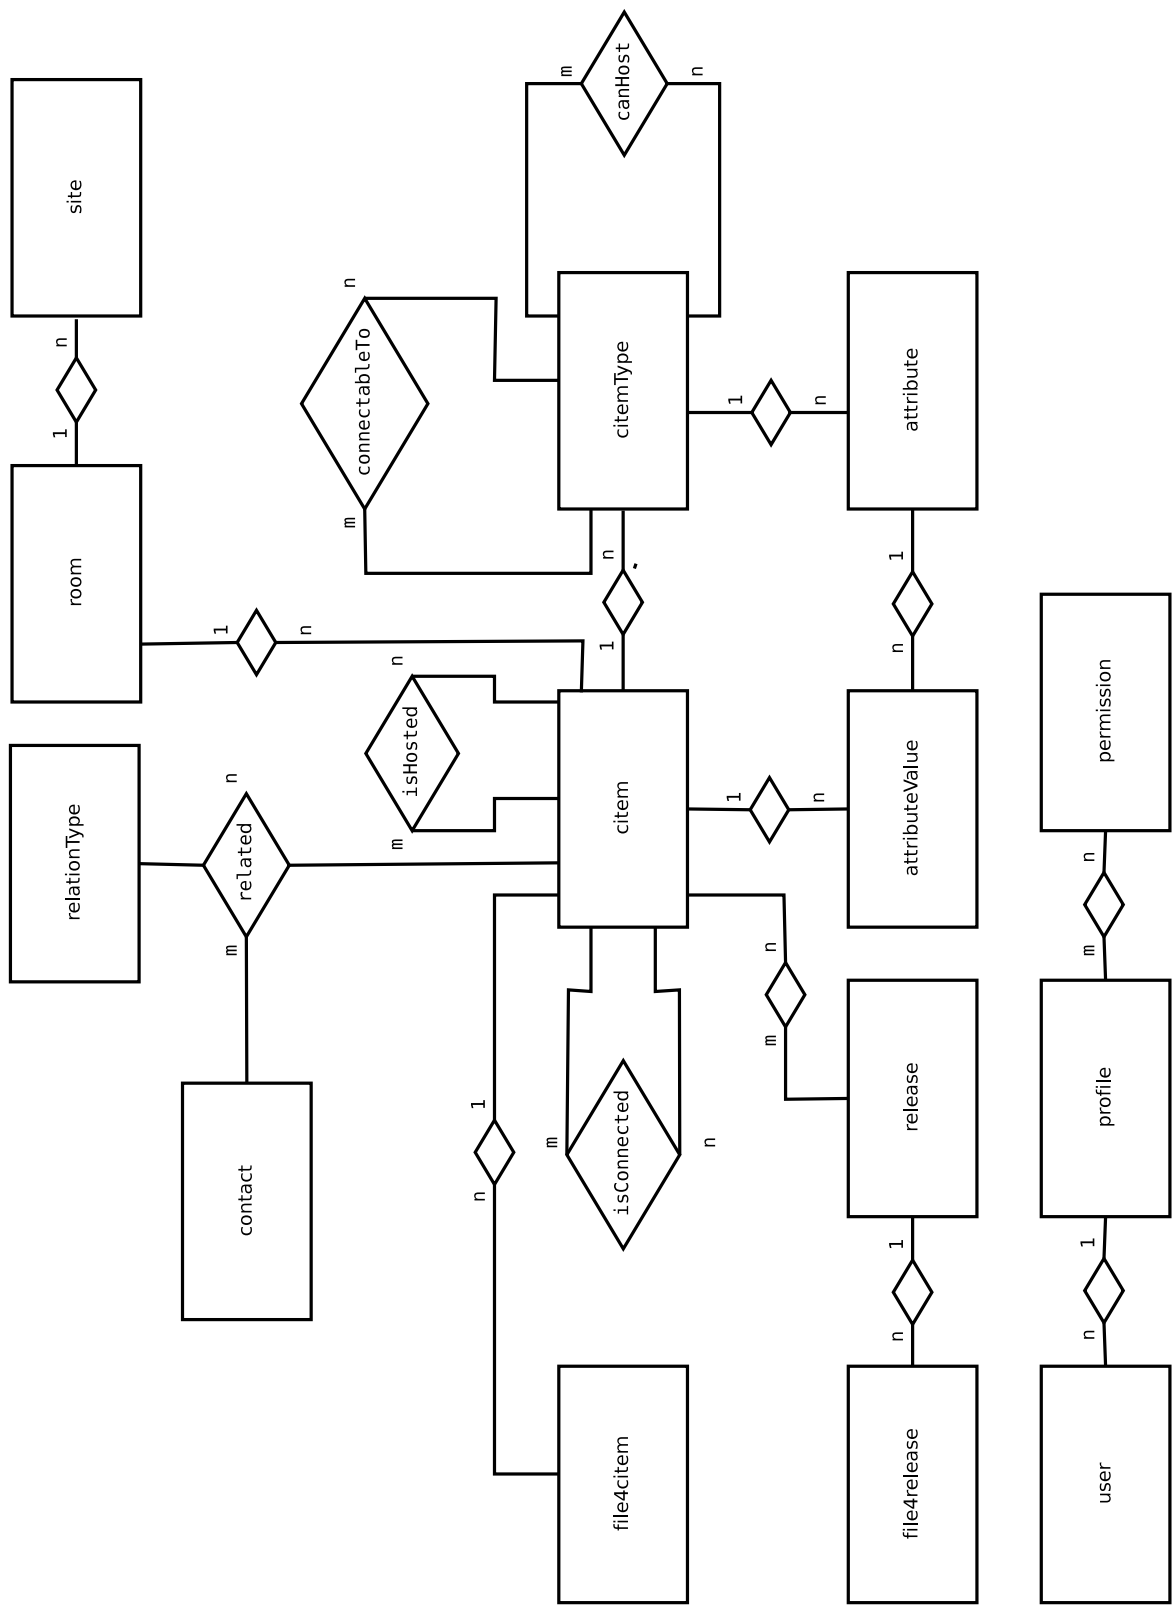 1
n
relationType
room
site
1
m
n
contact
related
n
m
n
connectableTo
m
n
isHosted
n
1
m
m
1
n
file4citem
isConnected
citem
citemType
canHost
n
n
1
1
m
n
n
n
n
1
n
1
file4release
release
attributeValue
attribute
n
1
m
n
user
profile
permission